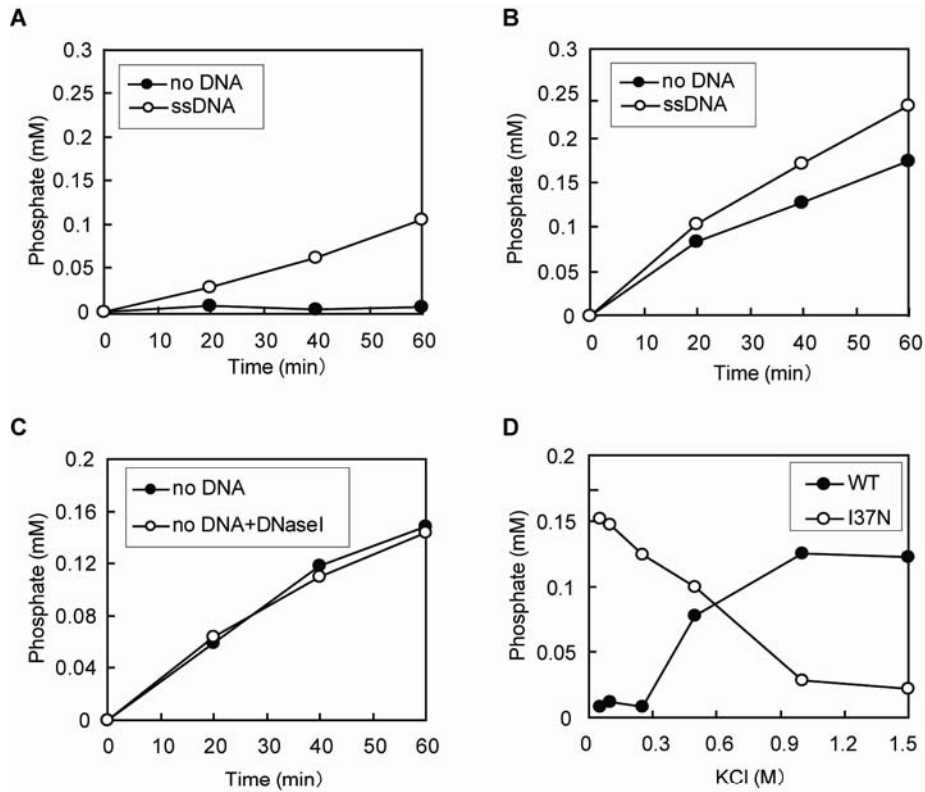 A
0.3
0.25
0.2
0.15
0.1
0.05
0
Phosphate (mM)
no DNA
ssDNA
0 10 20 30 40 50 60
Time (min)
B
0.3
0.25
0.2
0.15
0.1
0.05
0
Phosphate (mM)
no DNA
ssDNA
0 10 20 30 40 50 60
Time (min)
C
0.2
0.16
0.12
0.08
0.04
0
Phosphate (mM)
no DNA
no DNA+DNaseI
0 10 20 30 40 50 60
Time (min)
D
0.2
0.15
0.1
0.05
0
Phosphate (mM)
WT
I37N
0 0.3 0.6 0.9 1.2 1.5
KCl (M)